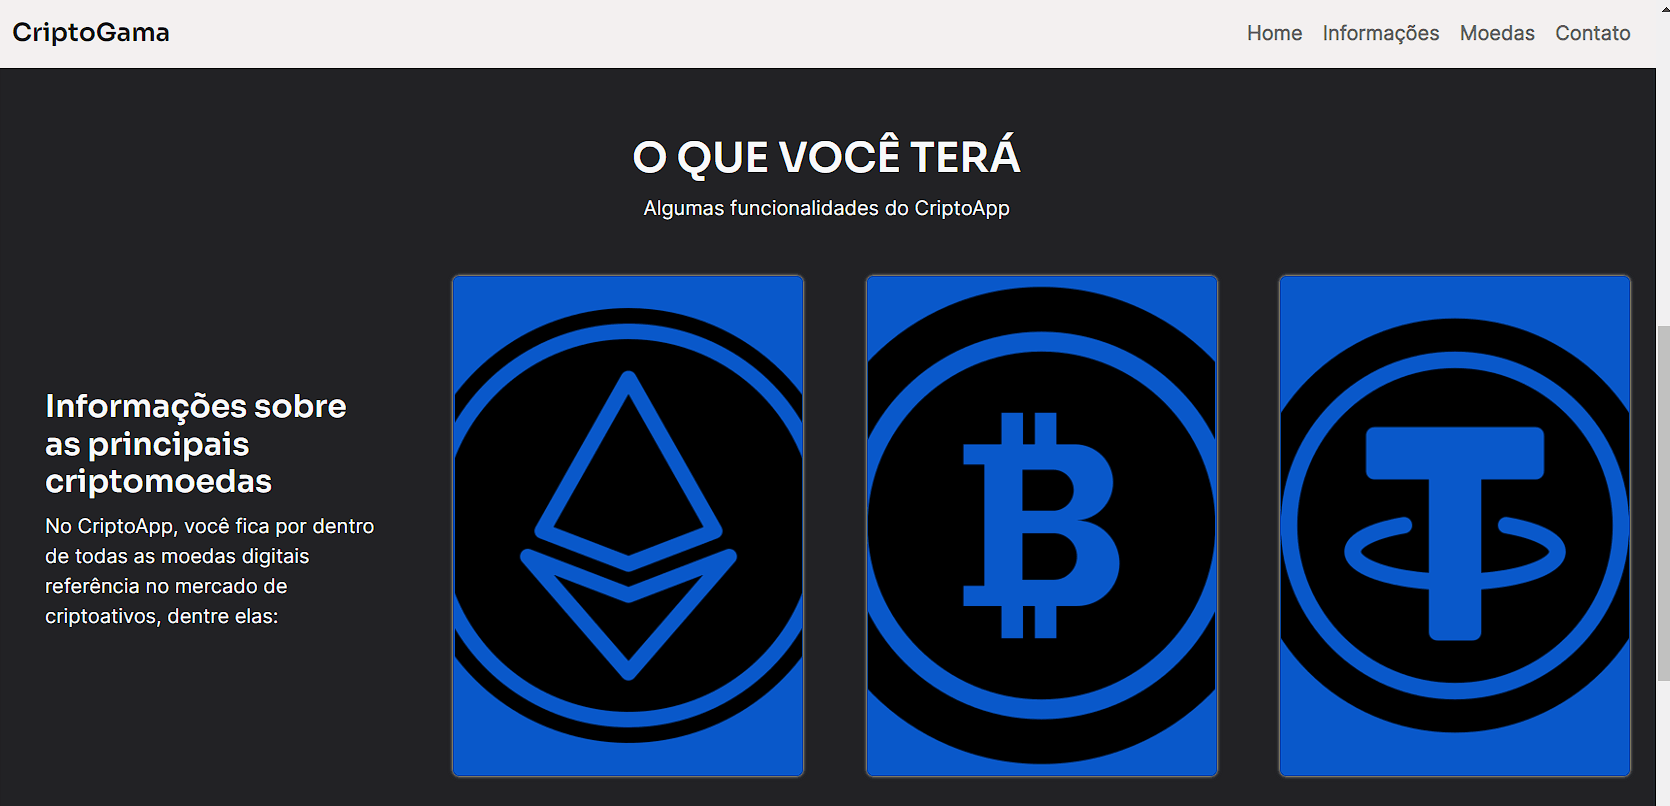 CriptoGama
Home Informações Moedas Contato
O QUE VOCÊ TERÁ
Algumas funcionalidades do CriptoApp
Informações sobre
as principais
criptomoedas
No CriptoApp, você fica por dentro
de todas as moedas digitais
referência no mercado de
criptoativos, dentre elas: